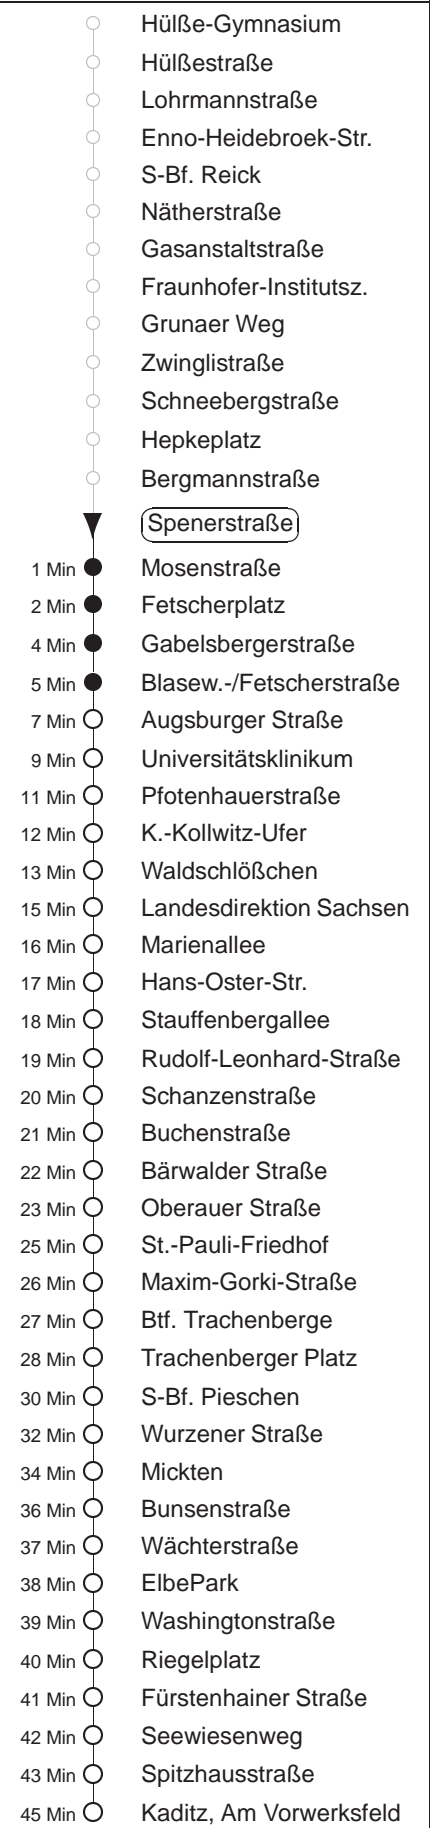 Hülße-Gymnasium
Hülßestraße
Lohrmannstraße
Enno-Heidebroek-Str.
S-Bf. Reick
Nätherstraße
Gasanstaltstraße
Fraunhofer-Institutsz.
Grunaer Weg
Zwinglistraße
Schneebergstraße
Hepkeplatz
Bergmannstraße
Spenerstraße
1 Min Mosenstraße
2 Min Fetscherplatz
4 Min Gabelsbergerstraße
5 Min Blasew.-/Fetscherstraße
7 Min Augsburger Straße
9 Min Universitätsklinikum
11 Min Pfotenhauerstraße
12 Min K.-Kollwitz-Ufer
13 Min Waldschlößchen
15 Min Landesdirektion Sachsen
16 Min Marienallee
17 Min Hans-Oster-Str.
18 Min Stauffenbergallee
19 Min Rudolf-Leonhard-Straße
20 Min Schanzenstraße
21 Min Buchenstraße
22 Min Bärwalder Straße
23 Min Oberauer Straße
25 Min St.-Pauli-Friedhof
26 Min Maxim-Gorki-Straße
27 Min Btf. Trachenberge
28 Min Trachenberger Platz
30 Min S-Bf. Pieschen
32 Min Wurzener Straße
34 Min Mickten
36 Min Bunsenstraße
37 Min Wächterstraße
38 Min ElbePark
39 Min Washingtonstraße
40 Min Riegelplatz
41 Min Fürstenhainer Straße
42 Min Seewiesenweg
43 Min Spitzhausstraße
45 Min Kaditz, Am Vorwerksfeld